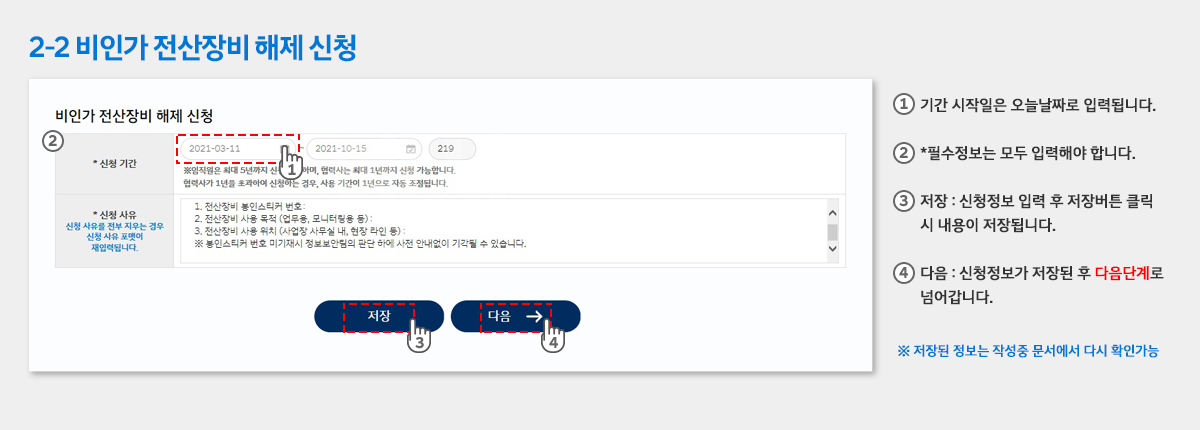 2-2 비인가 전산장비 해제 신청
비인가 전산장비 해제 신청
②
* 신청 기간
2021-03-11 - 2021-10-15 219
1
※임직원은 최대 5년까지 신 하며, 협력사는 최대 1년까지 신청 가능합니다.
협력사가 1년을 초과하여 신청하는 경우, 사용 기간이 1년으로 자동 조정됩니다.
* 신청 사유
신청 사유를 전부 지우는 경우
신청 사유 포맷이
재입력됩니다.
1. 전산장비 봉인스티커 번호:
2. 전산장비 사용 목적 (업무용, 모니터링용 등) :
3. 전산장비 사용 위치 (사업장 사무실 내, 현장 라인 등) :
※ 봉인스티커 번호 미기재시 정보보안팀의 판단 하에 사전 안내없이 기각될 수 있습니다.
저장
3
다음 →
4
① 기간 시작일은 오늘날짜로 입력됩니다.
② *필수정보는 모두 입력해야 합니다.
③ 저장 : 신청정보 입력 후 저장버튼 클릭
시 내용이 저장됩니다.
④ 다음 : 신청정보가 저장된 후 다음단계로
넘어갑니다.
※ 저장된 정보는 작성중 문서에서 다시 확인가능